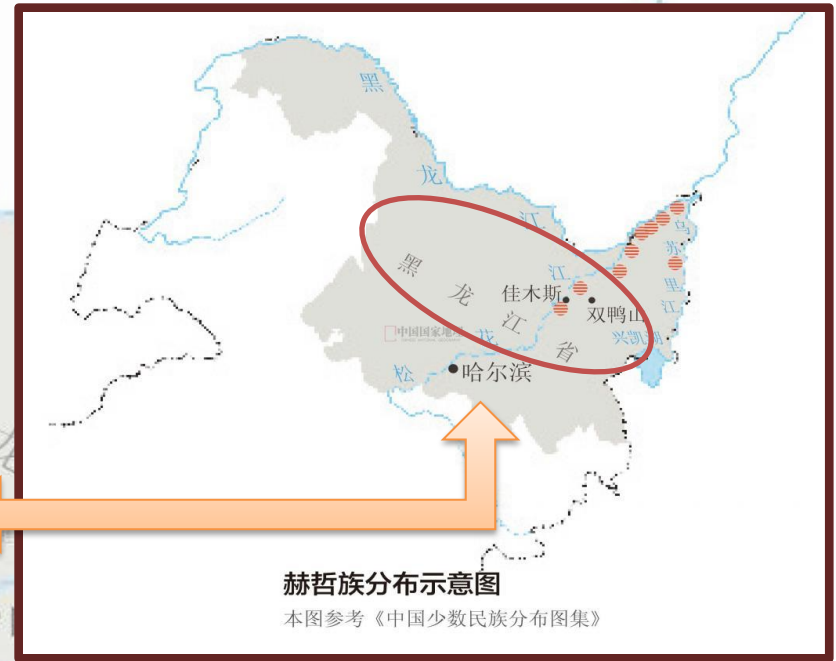 黑龙江
乌苏里江
黑龙江省
松花江
佳木斯
双鸭山
兴凯湖
中国国家地理
哈尔滨
赫哲族分布示意图
本图参考《中国少数民族分布图集》